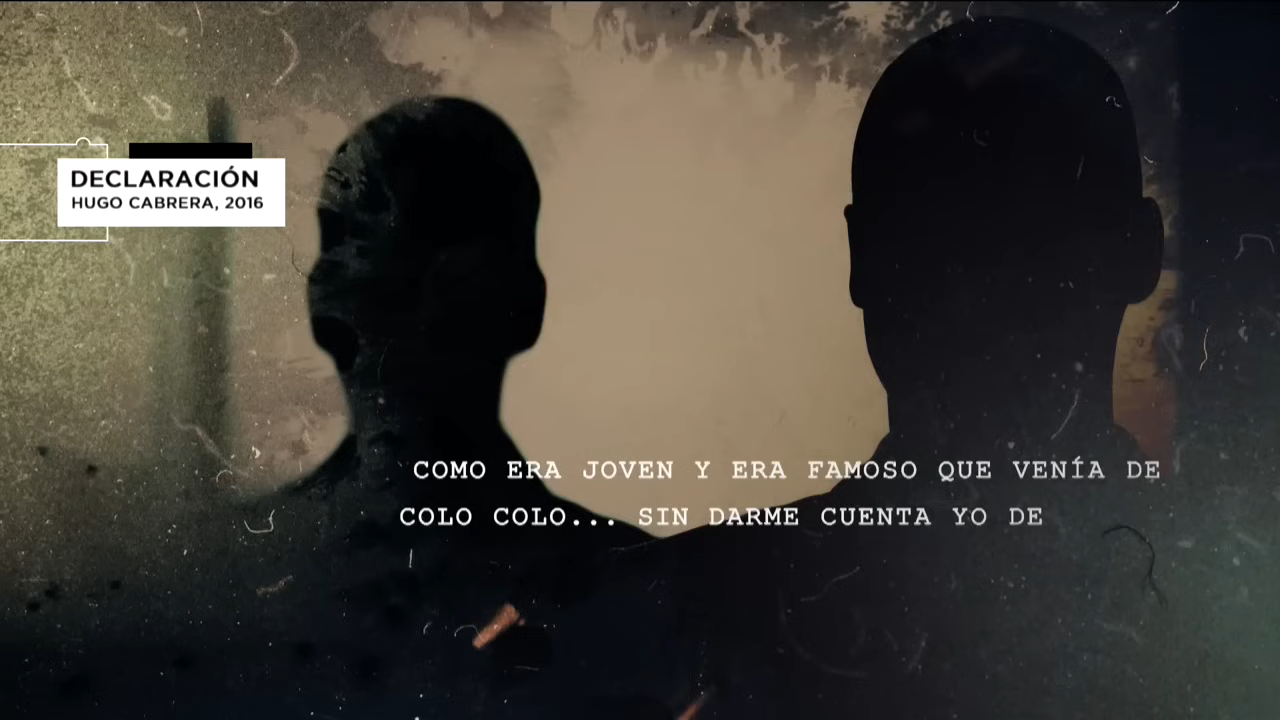 DECLARACIÓN
HUGO CABRERA, 2016
COMO ERA JOVEN Y ERA FAMOSO QUE VENÍA DE
COLO COLO... SIN DARME CUENTA YO DE